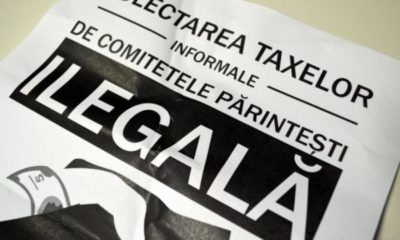 OLECTAREA TAXELOR
INFORMALE
DE COMITETELE PĂRINTEȘTI
ILEGALĂ